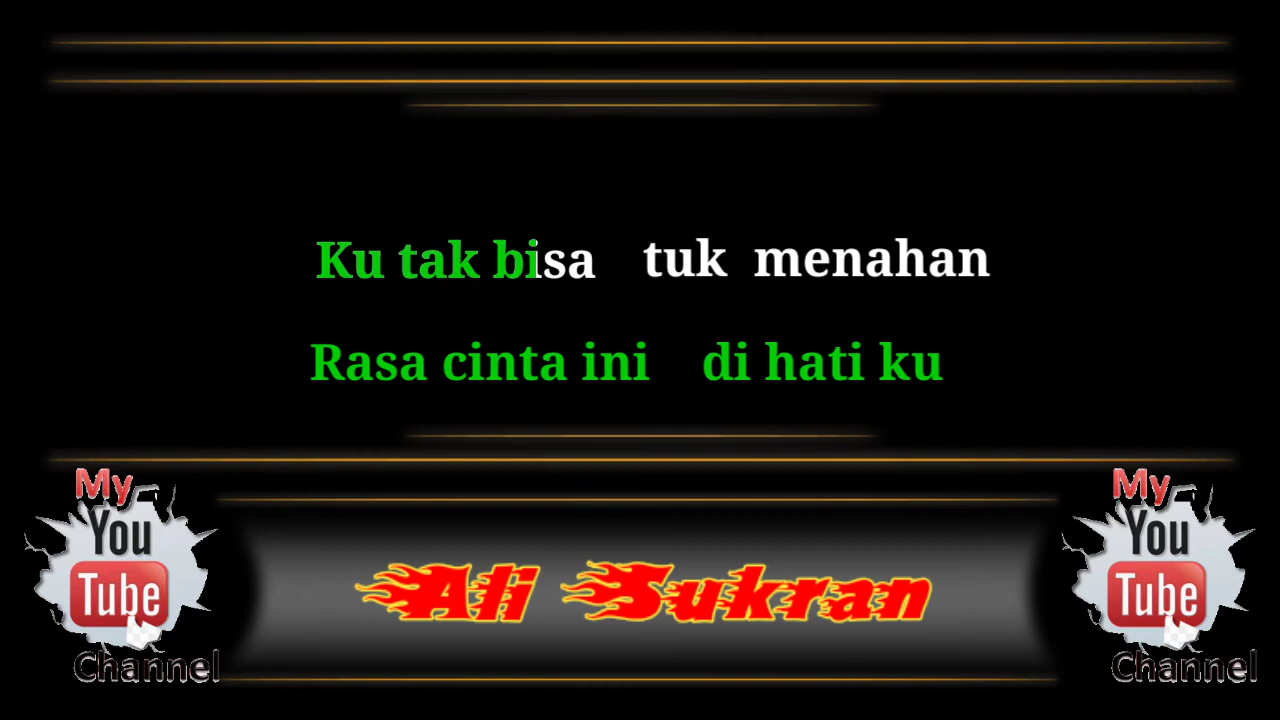 Ku tak bisa tuk menahan
Rasa cinta ini di hati ku
My
You
Tube
Channel
Ali Sukran
My
You
Tube
Channel